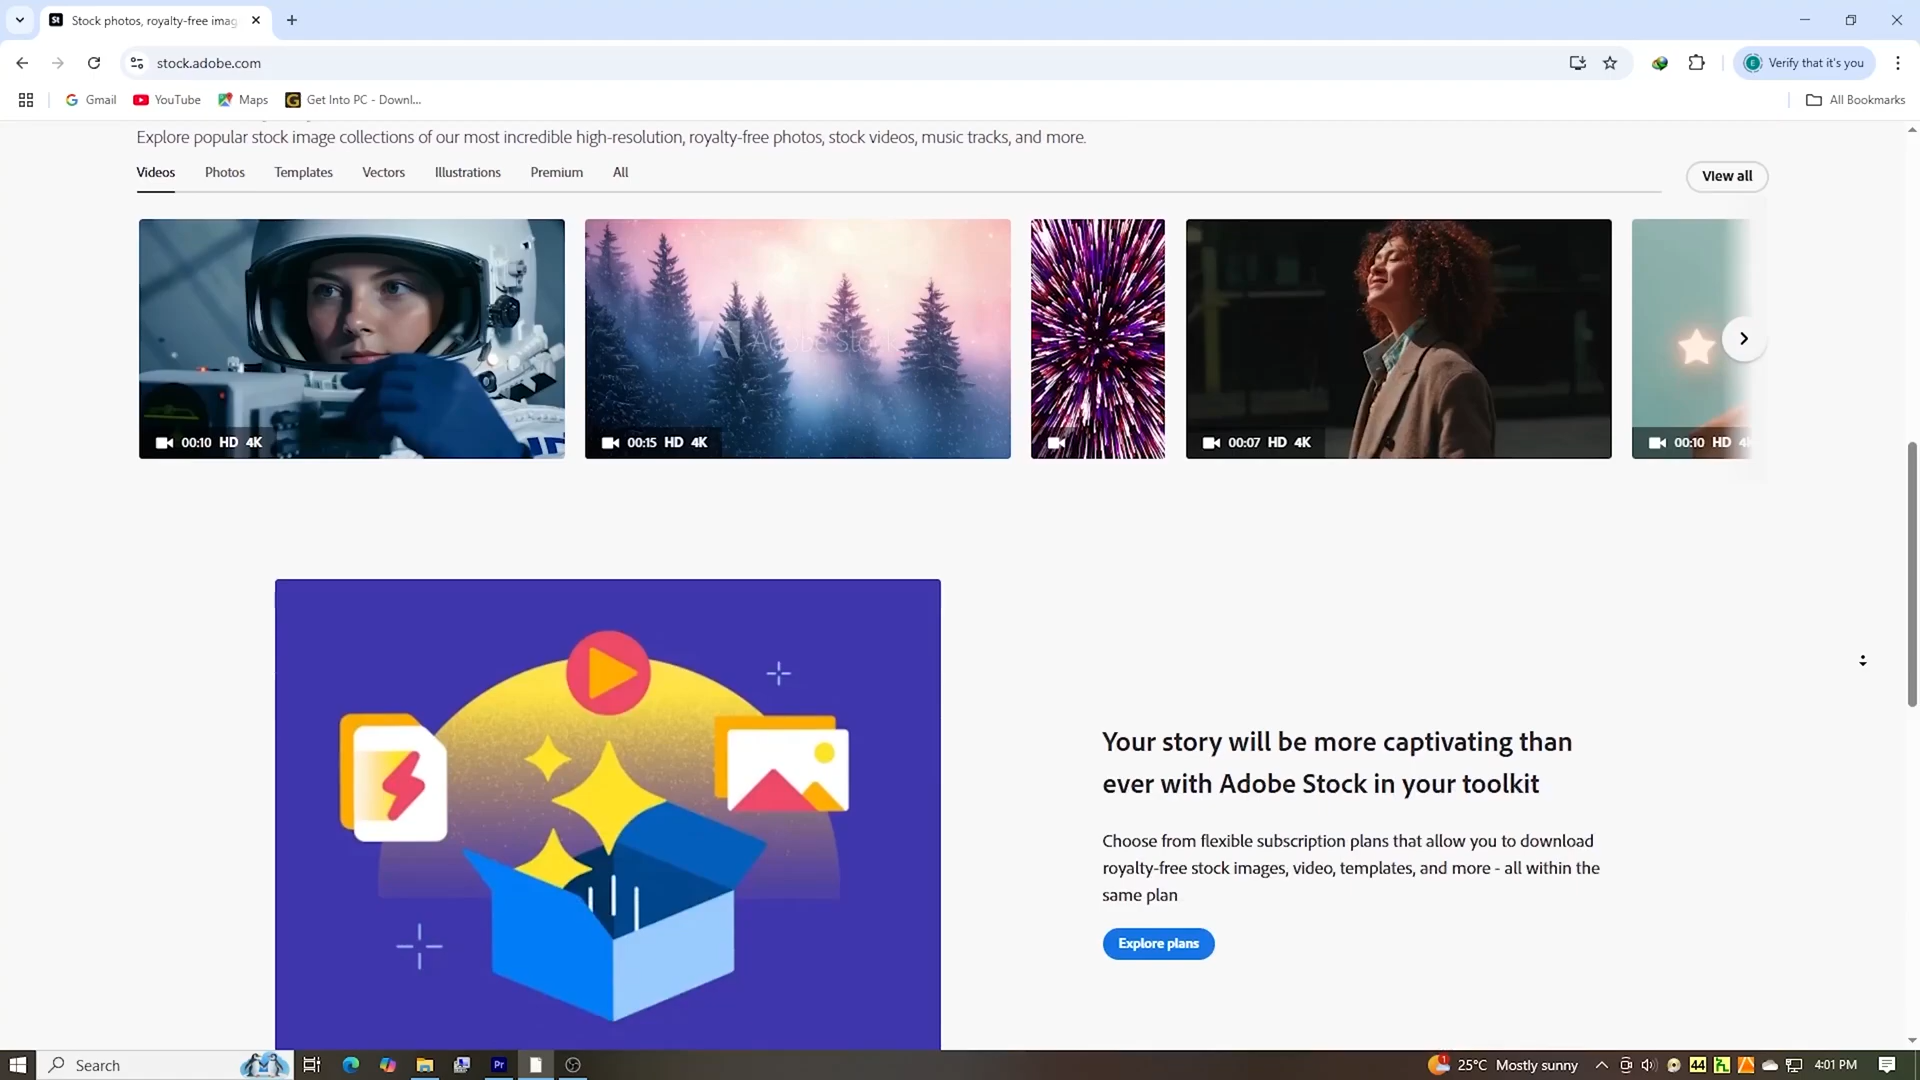 Stock photos, royalty-free imag
stock.adobe.com
Verify that it's you
Gmail
YouTube
Maps
Get Into PC - Downl...
All Bookmarks
Explore popular stock image collections of our most incredible high-resolution, royalty-free photos, stock videos, music tracks, and more.
Videos
Photos
Templates
Vectors
Illustrations
Premium
All
View all
Adobe Stock
00:10 HD 4K
00:15 HD 4K
00:07 HD 4K
00:10 HD 4K
Your story will be more captivating than
ever with Adobe Stock in your toolkit
Choose from flexible subscription plans that allow you to download
royalty-free stock images, video, templates, and more - all within the
same plan
Explore plans
Search
Pr
25°C Mostly sunny
44
4:01 PM